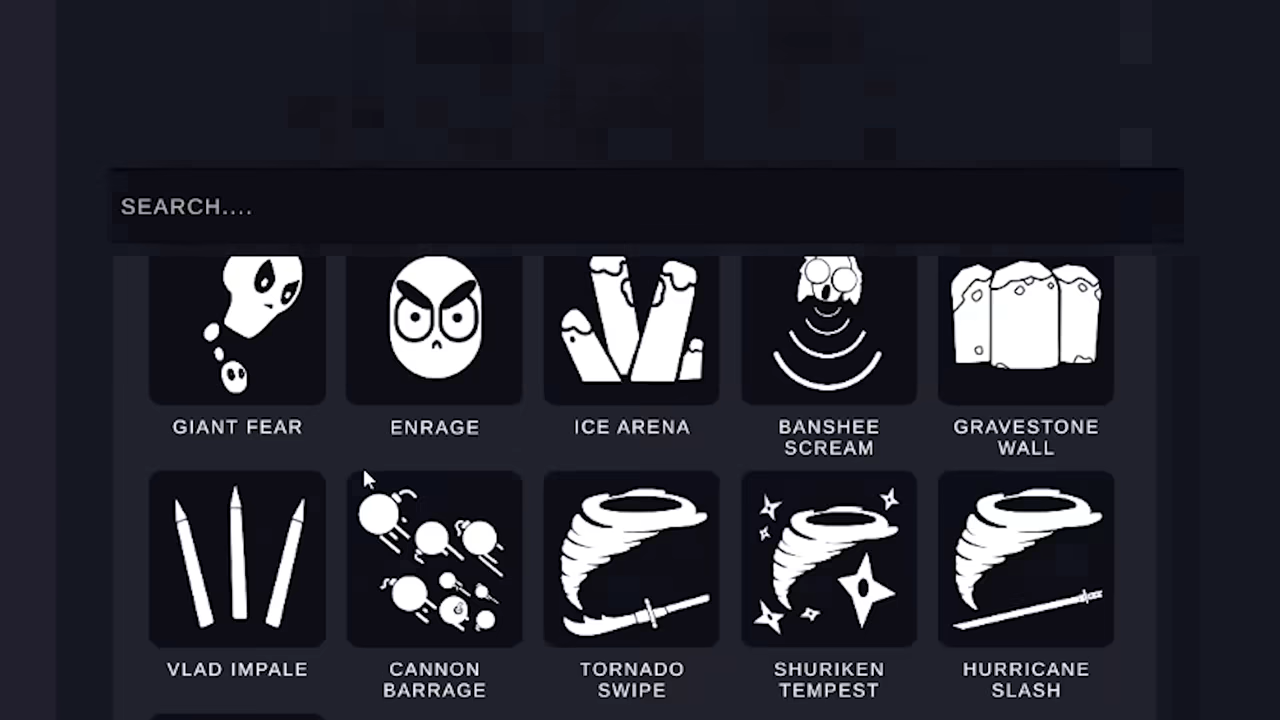 SEARCH....
GIANT FEAR
ENRAGE
ICE ARENA
BANSHEE
SCREAM
GRAVESTONE
WALL
VLAD IMPALE
CANNON
BARRAGE
TORNADO
SWIPE
SHURIKEN
TEMPEST
HURRICANE
SLASH